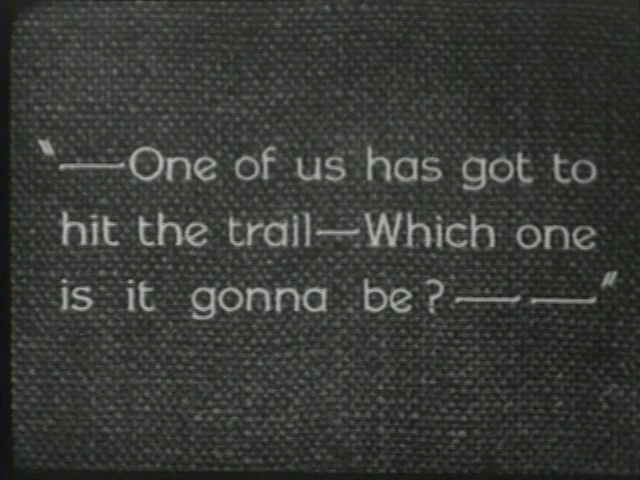 "—One of us has got to
hit the trail—Which one
is it gonna be?— —"